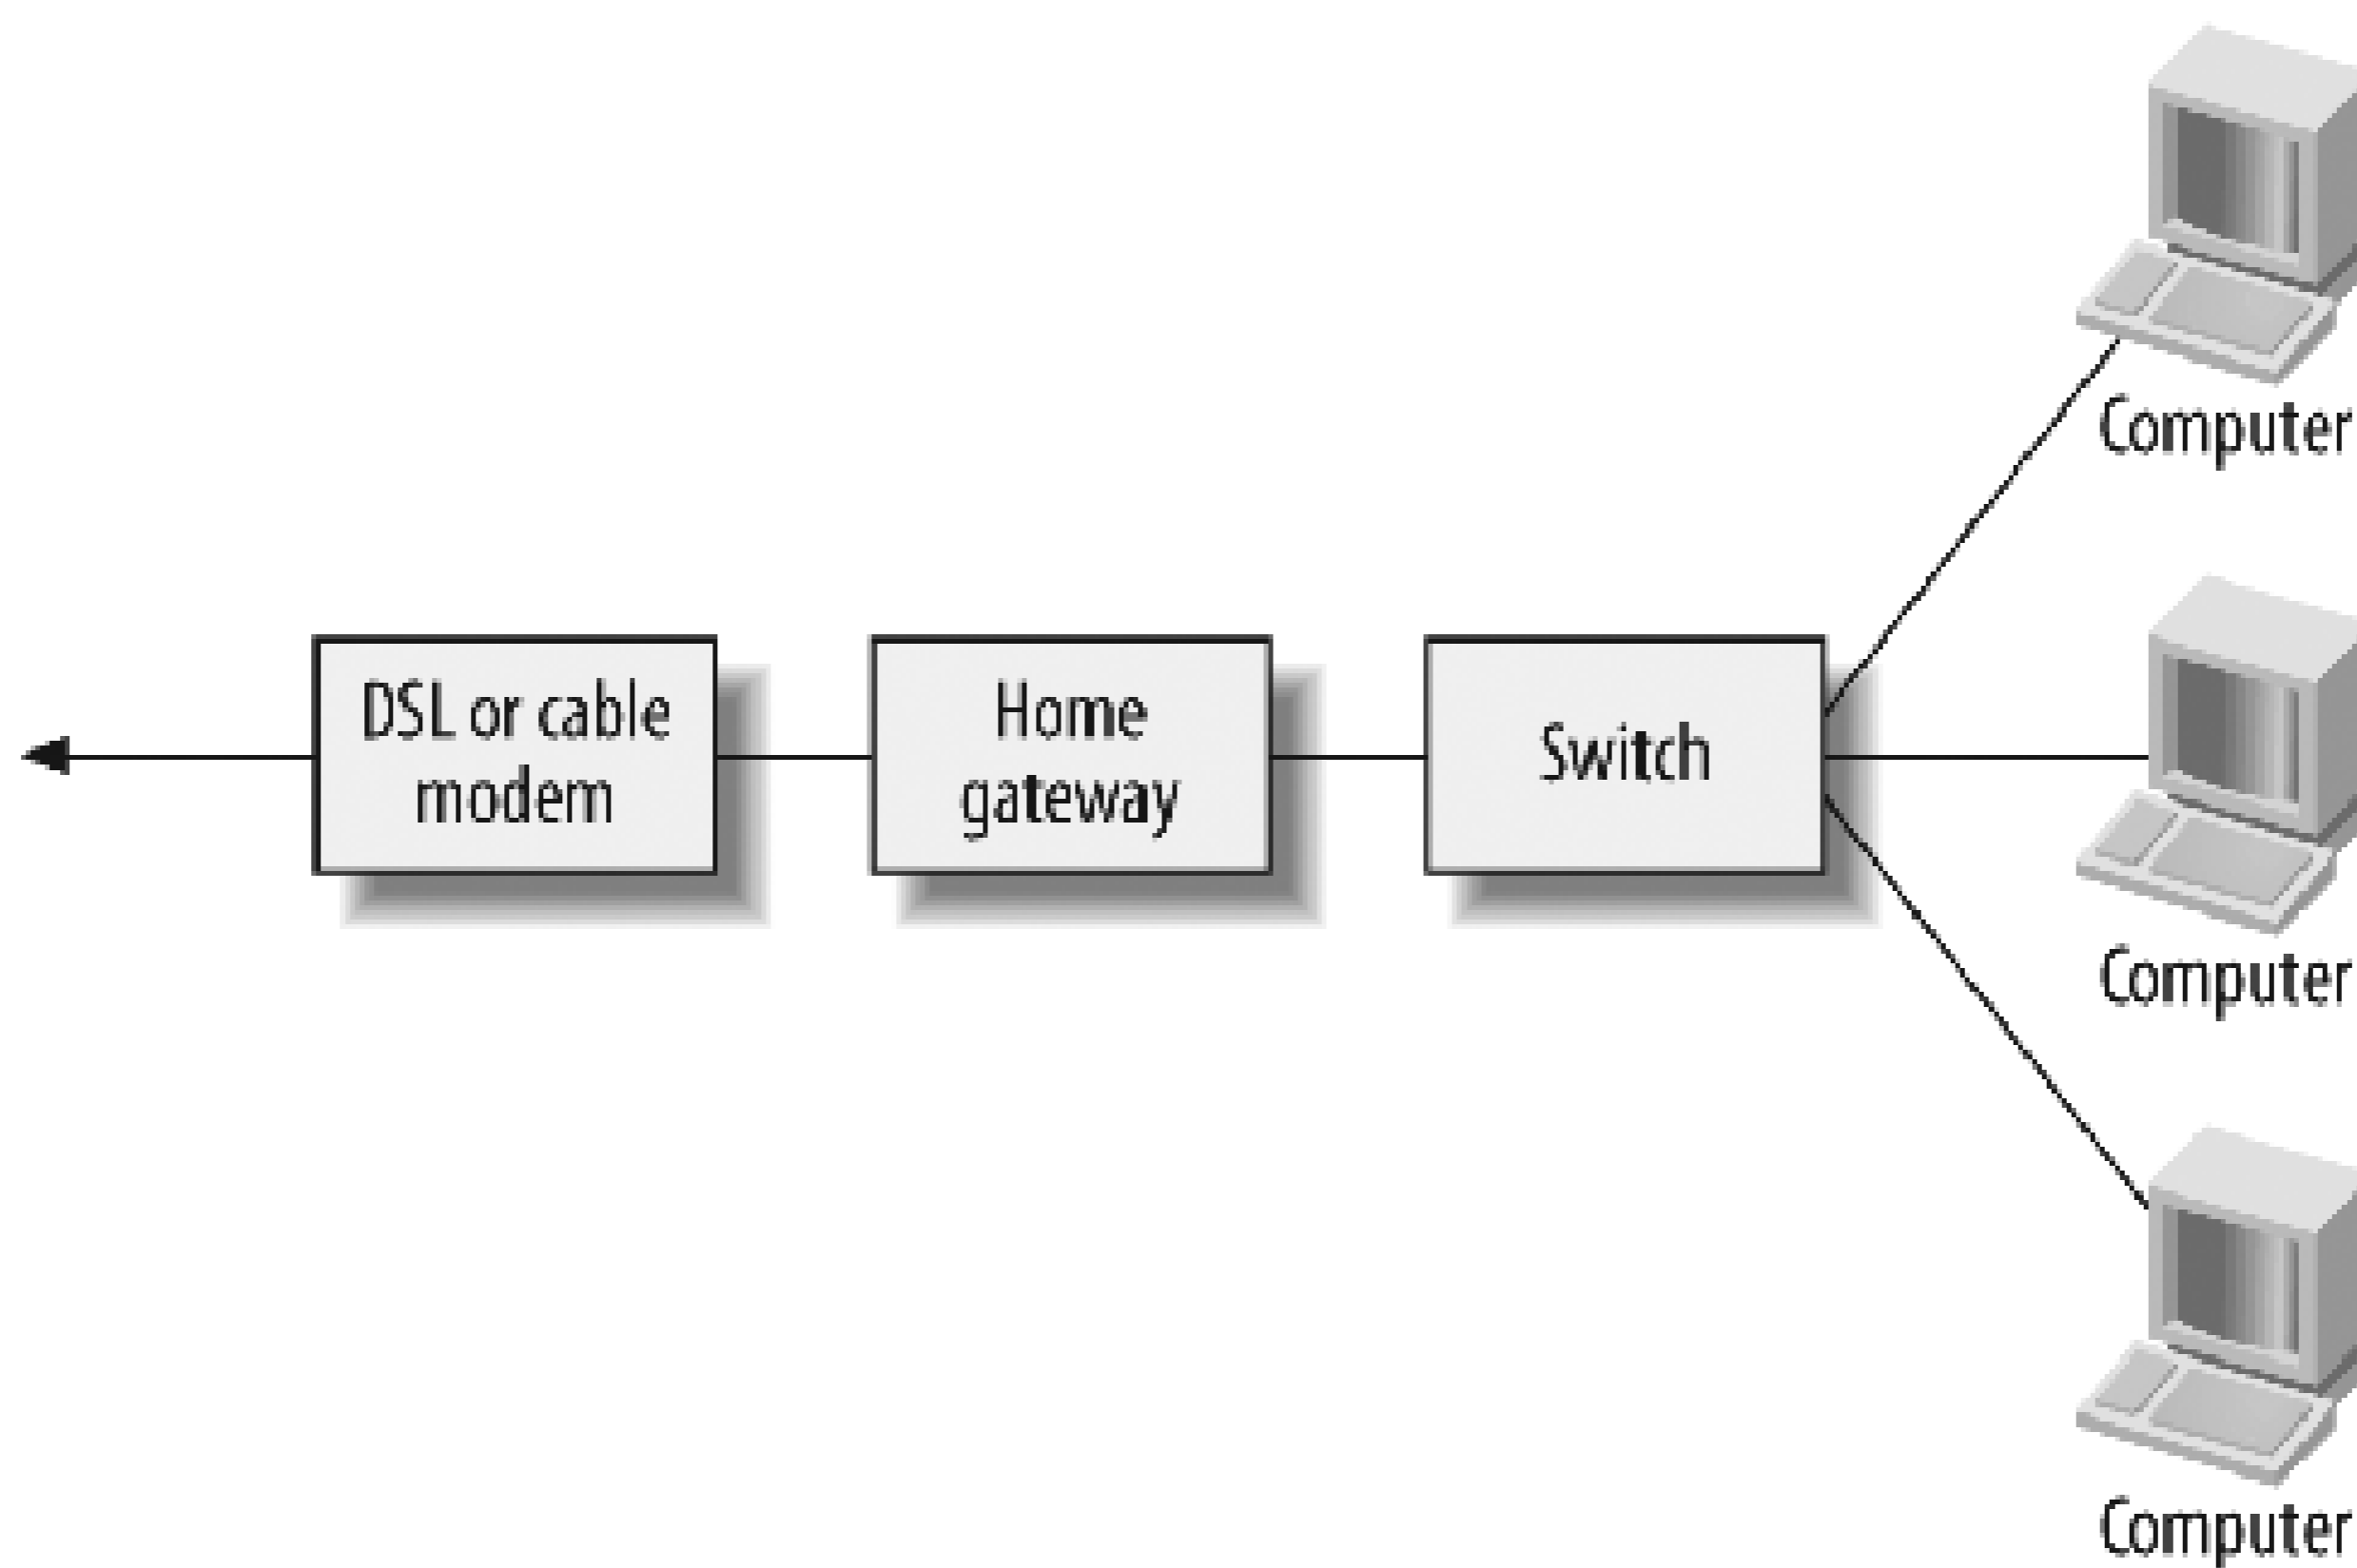 Computer
DSL or cable
modem
Home
gateway
Switch
Computer
Computer